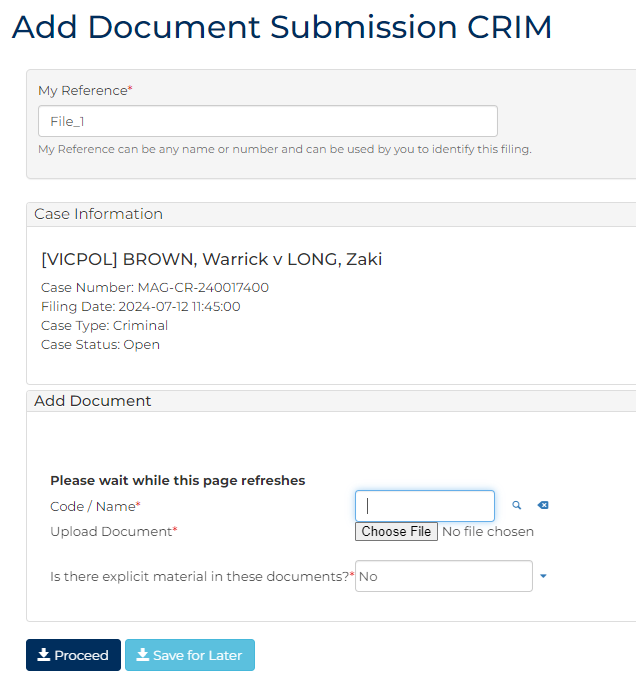 Add Document Submission CRIM
My Reference*
File_1
My Reference can be any name or number and can be used by you to identify this filing.
Case Information
[VICPOL] BROWN, Warrick v LONG, Zaki
Case Number: MAG-CR-240017400
Filing Date: 2024-07-12 11:45:00
Case Type: Criminal
Case Status: Open
Add Document
Please wait while this page refreshes
Code / Name*
Upload Document* Choose File No file chosen
Is there explicit material in these documents?* No
Proceed Save for Later